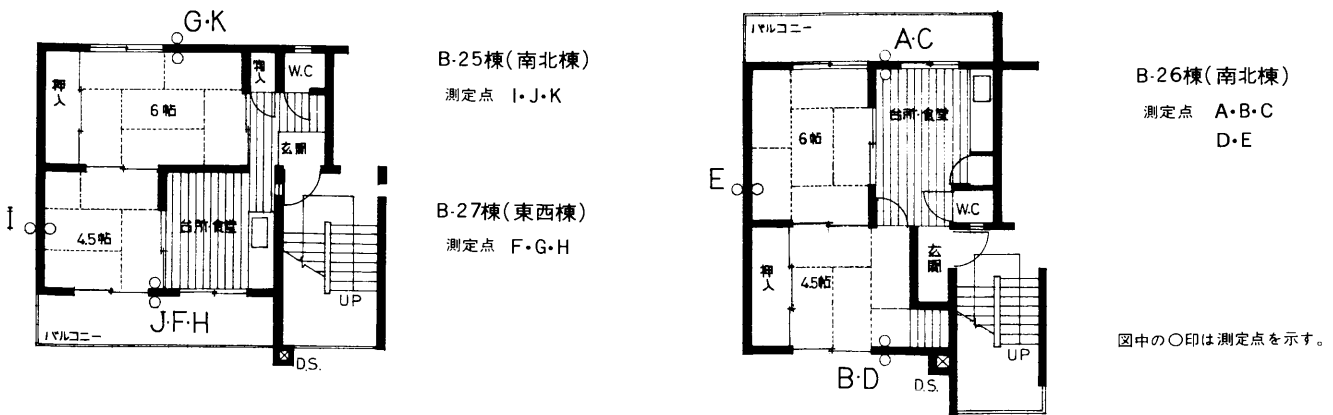 G・K
押入
物入
W.C
6帖
玄関
I
4.5帖
台所・食堂
UP
J・F・H
バルコニー
D.S.
B-25棟(南北棟)
測定点 I・J・K
B-27棟(東西棟)
測定点 F・G・H
バルコニー
A・C
台所・食堂
6帖
E
W.C
押入
4.5帖
玄関
UP
B・D
D.S.
B-26棟(南北棟)
測定点 A・B・C
D・E
図中の○印は測定点を示す。